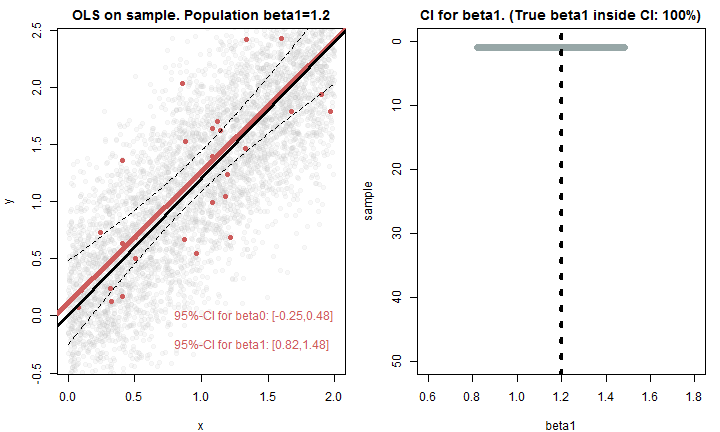 OLS on sample. Population beta1=1.2
2.5
2.0
1.5
1.0
0.5
0.0
-0.5
y
95%-CI for beta0: [-0.25,0.48]
95%-CI for beta1: [0.82,1.48]
0.0 0.5 1.0 1.5 2.0
x
CI for beta1. (True beta1 inside CI: 100%)
0
10
20
30
40
50
sample
0.6 0.8 1.0 1.2 1.4 1.6 1.8
beta1